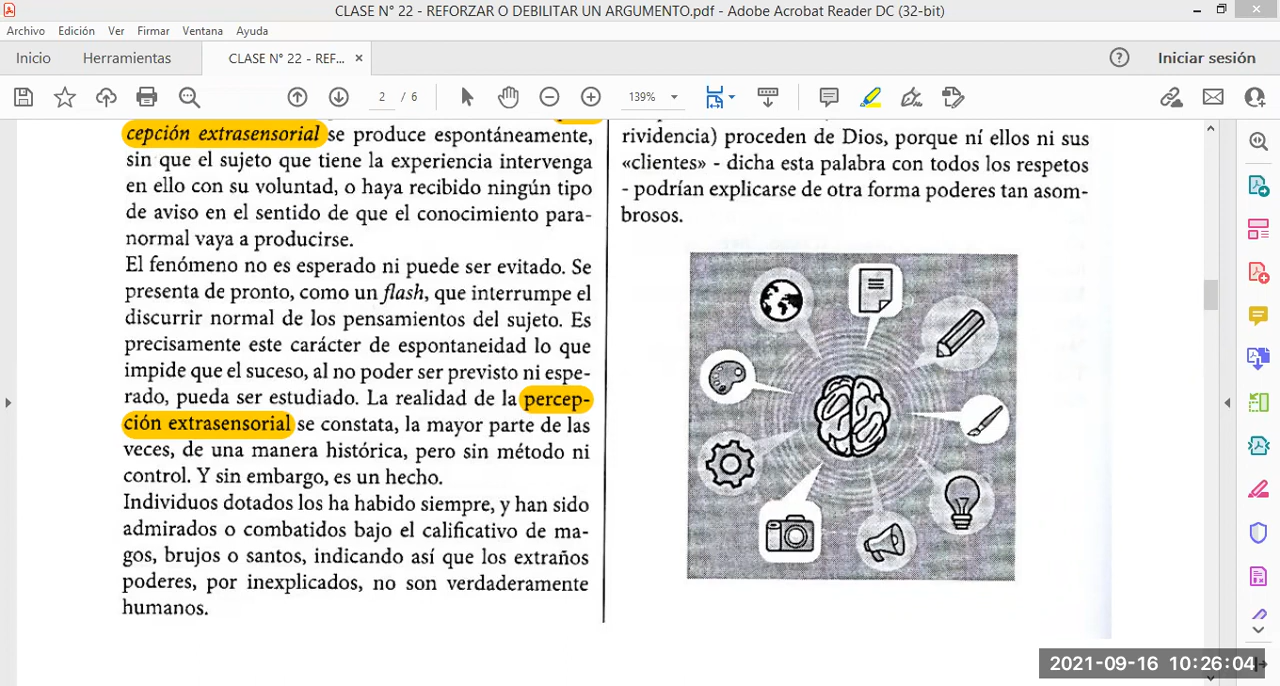 CLASE N° 22 - REFORZAR O DEBILITAR UN ARGUMENTO.pdf - Adobe Acrobat Reader DC (32-bit)
Archivo Edición Ver Firmar Ventana Ayuda
Inicio Herramientas CLASE N° 22 - REF... × Iniciar sesión
2 / 6 139%
cepción extrasensorial se produce espontáneamente,
sin que el sujeto que tiene la experiencia intervenga
en ello con su voluntad, o haya recibido ningún tipo
de aviso en el sentido de que el conocimiento para-
normal vaya a producirse.
El fenómeno no es esperado ni puede ser evitado. Se
presenta de pronto, como un flash, que interrumpe el
discurrir normal de los pensamientos del sujeto. Es
precisamente este carácter de espontaneidad lo que
impide que el suceso, al no poder ser previsto ni espe-
rado, pueda ser estudiado. La realidad de la percep-
ción extrasensorial se constata, la mayor parte de las
veces, de una manera histórica, pero sin método ni
control. Y sin embargo, es un hecho.
Individuos dotados los ha habido siempre, y han sido
admirados o combatidos bajo el calificativo de ma-
gos, brujos o santos, indicando así que los extraños
poderes, por inexplicados, no son verdaderamente
humanos.
rividencia) proceden de Dios, porque ní ellos ni sus
«clientes» - dicha esta palabra con todos los respetos
- podrían explicarse de otra forma poderes tan asom-
brosos.
2021-09-16 10:26:04